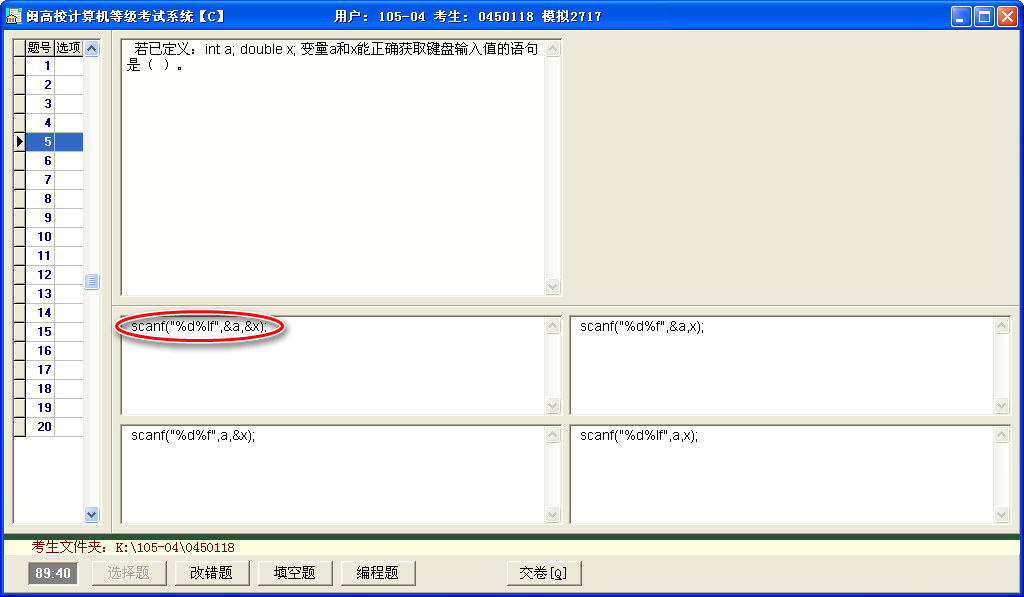 闽高校计算机等级考试系统【C】 用户: 105-04 考生: 0450118 模拟2717
题号 选项
1
2
3
4
5
6
7
8
9
10
11
12
13
14
15
16
17
18
19
20
若已定义：int a; double x; 变量a和x能正确获取键盘输入值的语句
是（ ）。
scanf("%d%lf",&a,&x);
scanf("%d%f",&a,x);
scanf("%d%f",a,&x);
scanf("%d%lf",a,x);
考生文件夹: K:\105-04\0450118
89:40 选择题 改错题 填空题 编程题 交卷[Q]